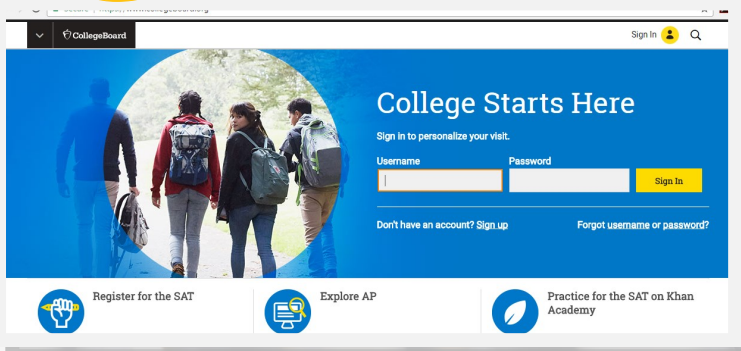 CollegeBoard
Sign In
College Starts Here
Sign in to personalize your visit.
Username Password
Sign In
Don't have an account? Sign up Forgot username or password?
Register for the SAT
Explore AP
Practice for the SAT on Khan
Academy